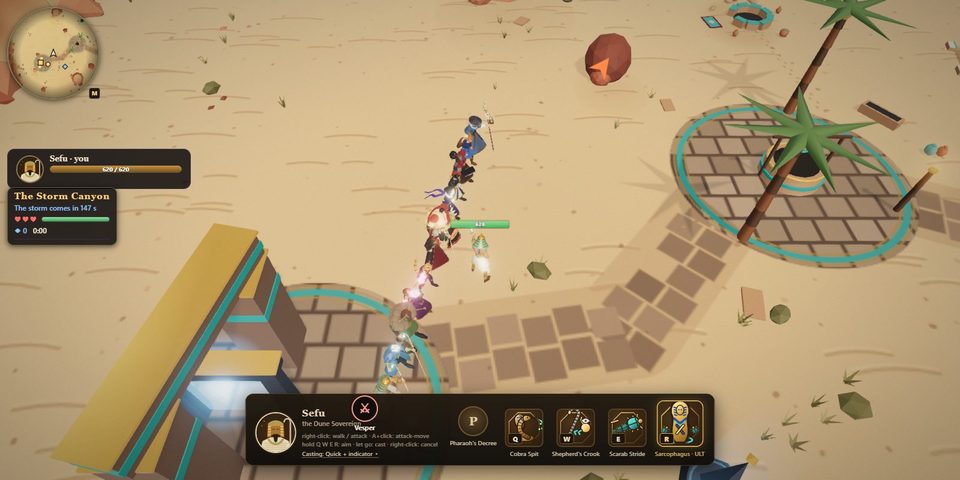 M
Sefu · you
620 / 620
The Storm Canyon
The storm comes in 147 s
0 0:00
628
Sefu
the Dune Sovereign
Vesper
right-click: walk / attack · A+click: attack-move
hold Q W E R: aim · let go: cast · right-click: cancel
Casting: Quick + indicator
P
Pharaoh's Decree
Q
Cobra Spit
W
Shepherd's Crook
E
Scarab Stride
R
Sarcophagus · ULT